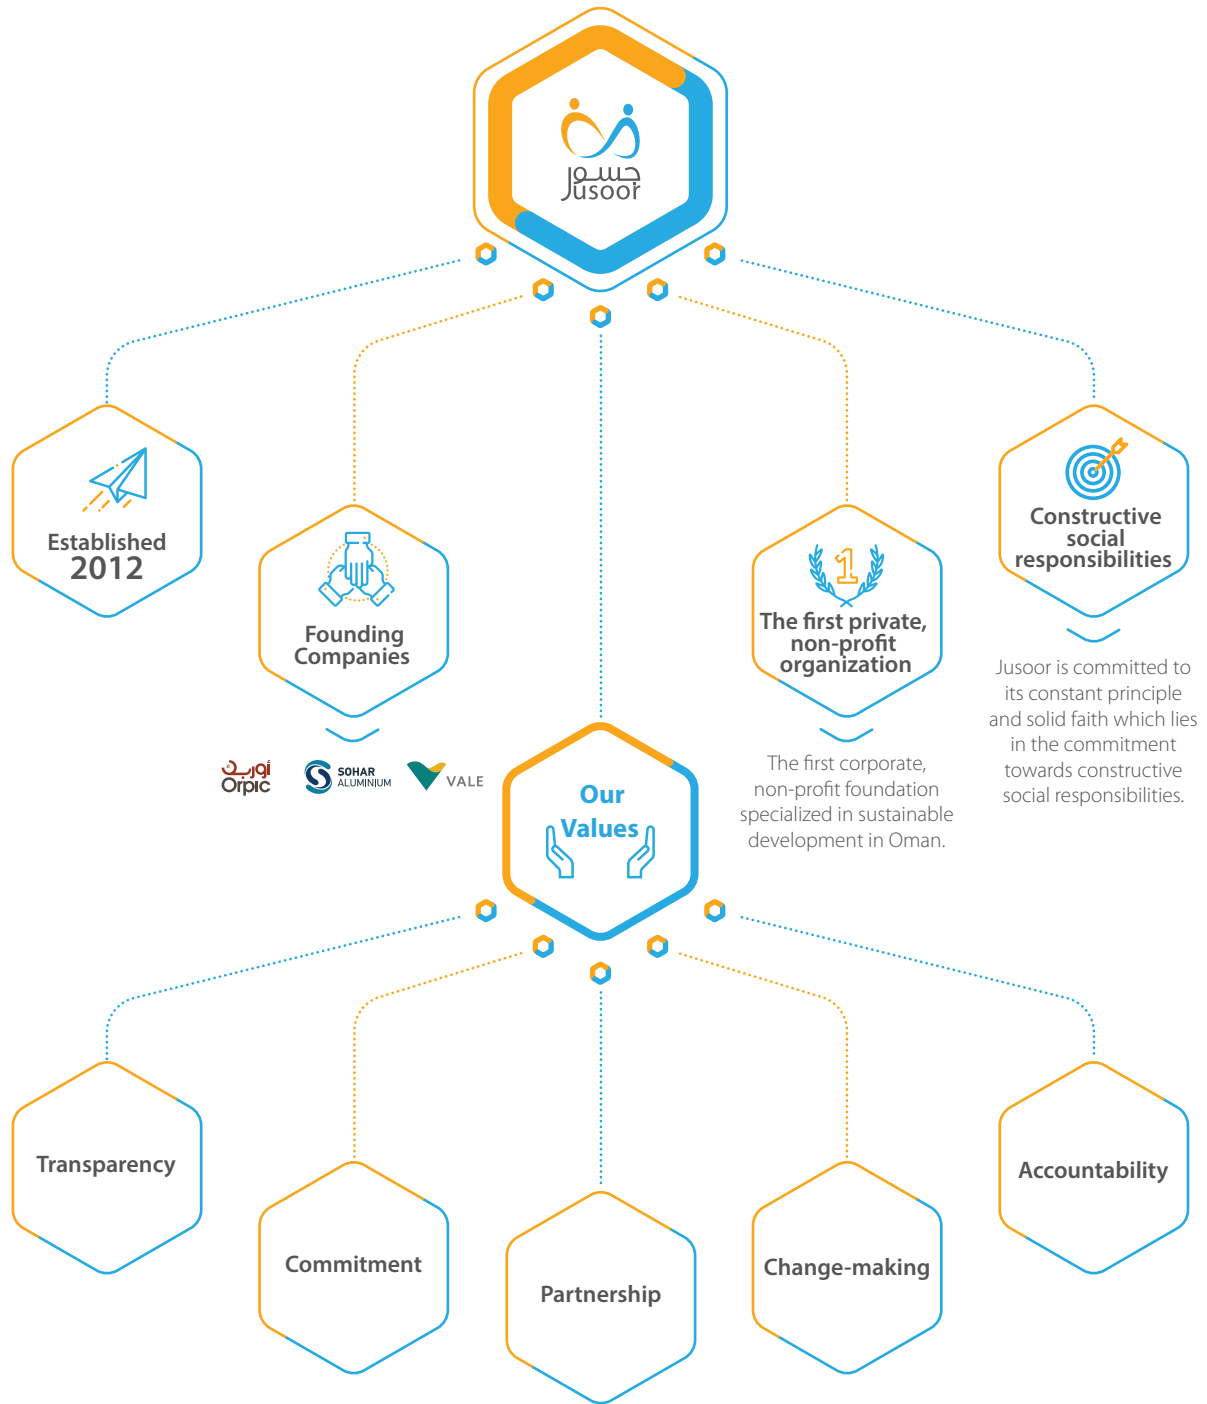 جسور
Jusoor
Established
2012
Founding
Companies
أوربك
Orpic
SOHAR
ALUMINIUM
VALE
Our
Values
1
The first private,
non-profit
organization
The first corporate,
non-profit foundation
specialized in sustainable
development in Oman.
Constructive
social
responsibilities
Jusoor is committed to
its constant principle
and solid faith which lies
in the commitment
towards constructive
social responsibilities.
Transparency
Commitment
Partnership
Change-making
Accountability